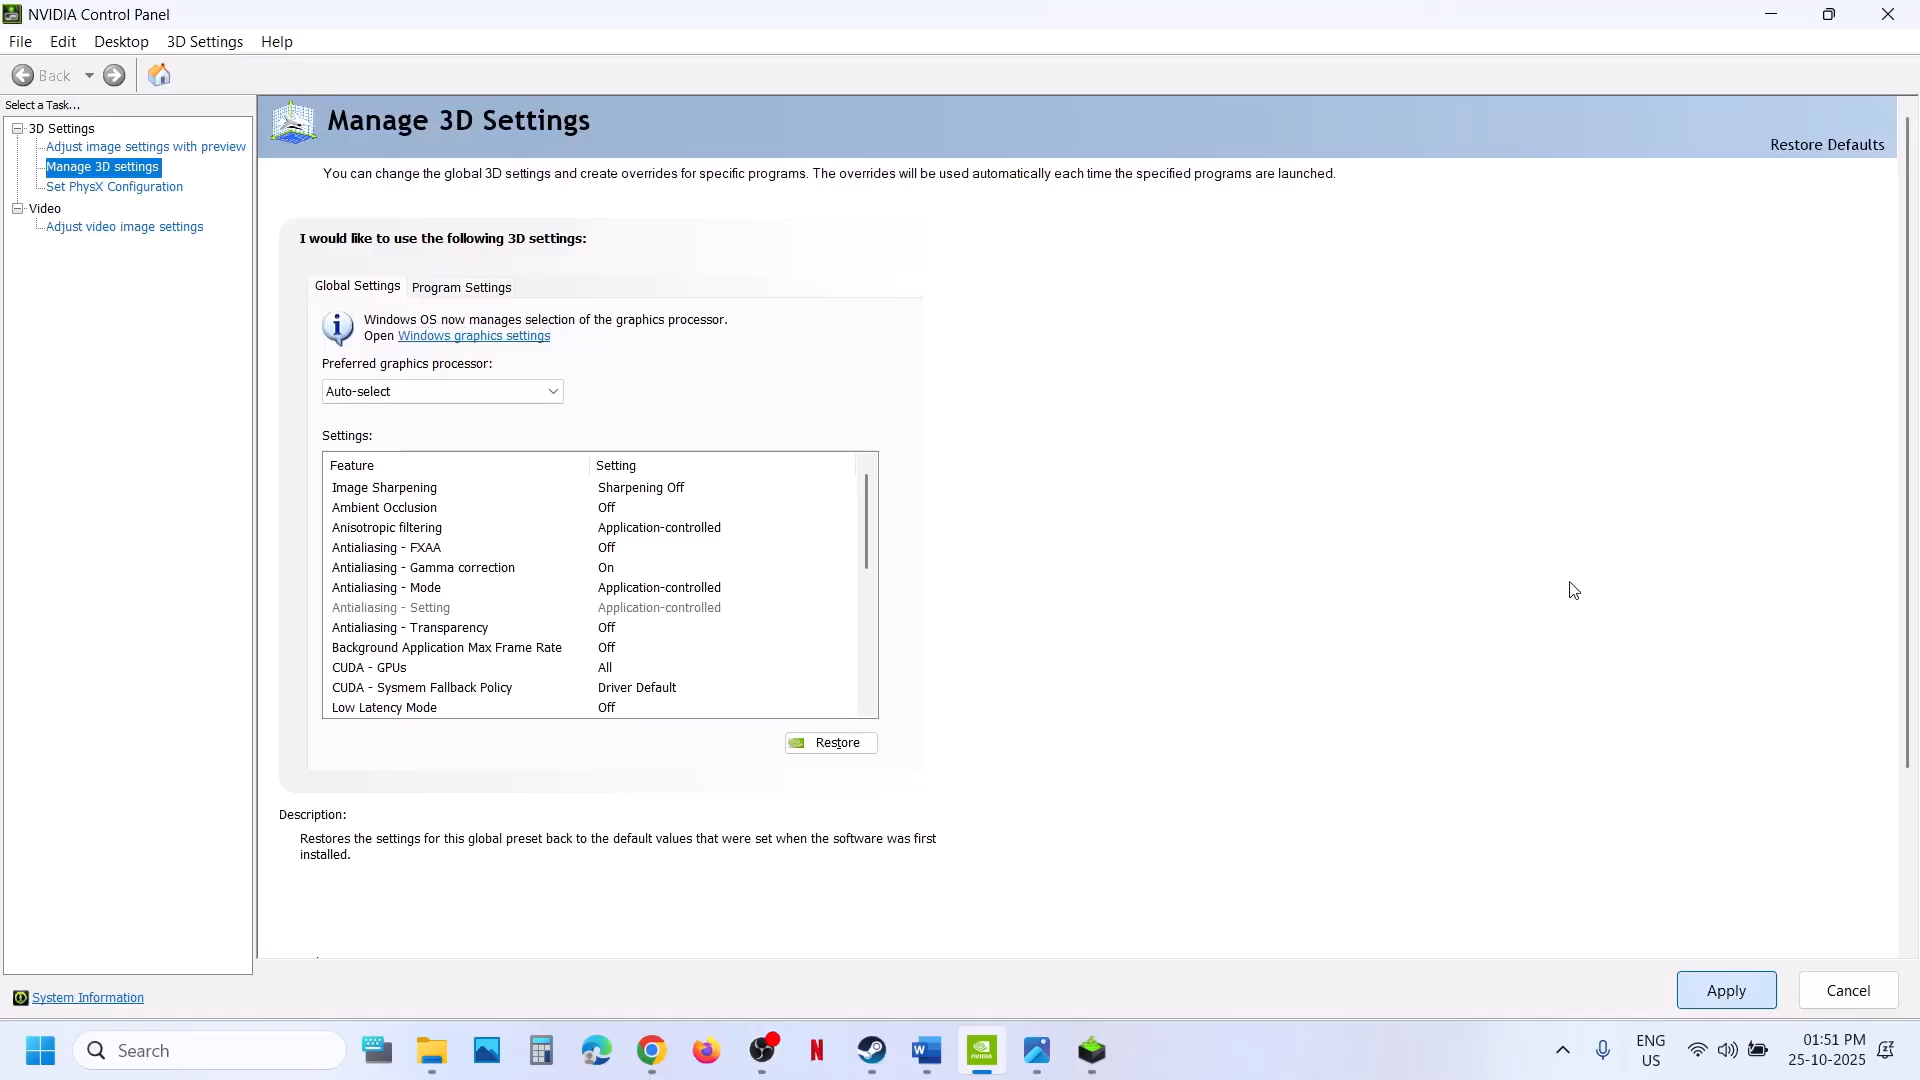 NVIDIA Control Panel
File Edit Desktop 3D Settings Help
Back
Select a Task...
3D Settings
Adjust image settings with preview
Manage 3D settings
Set PhysX Configuration
Video
Adjust video image settings
System Information
Manage 3D Settings
Restore Defaults
You can change the global 3D settings and create overrides for specific programs. The overrides will be used automatically each time the specified programs are launched.
I would like to use the following 3D settings:
Global Settings Program Settings
Windows OS now manages selection of the graphics processor.
Open Windows graphics settings
Preferred graphics processor:
Auto-select
Settings:
Feature Setting
Image Sharpening Sharpening Off
Ambient Occlusion Off
Anisotropic filtering Application-controlled
Antialiasing - FXAA Off
Antialiasing - Gamma correction On
Antialiasing - Mode Application-controlled
Antialiasing - Setting Application-controlled
Antialiasing - Transparency Off
Background Application Max Frame Rate Off
CUDA - GPUs All
CUDA - Sysmem Fallback Policy Driver Default
Low Latency Mode Off
Restore
Description:
Restores the settings for this global preset back to the default values that were set when the software was first
installed.
Apply Cancel
Search
N
W
NVIDIA
ENG
US
01:51 PM
25-10-2025